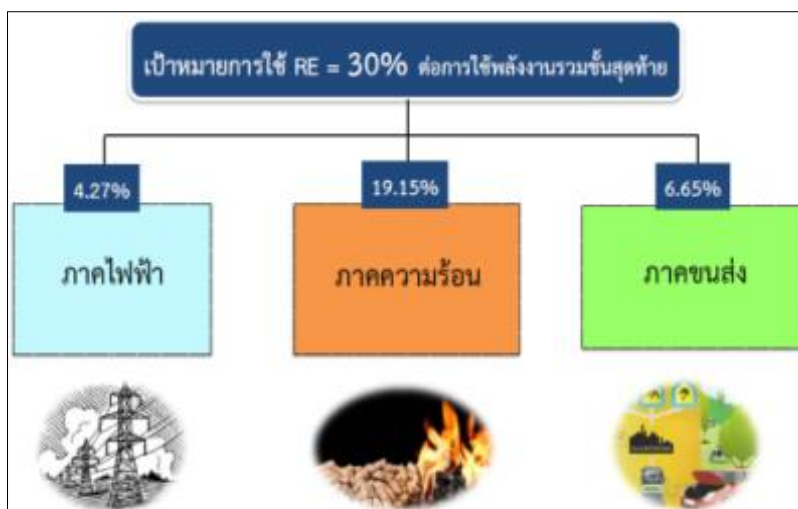 เป้าหมายการใช้ RE = 30% ต่อการใช้พลังงานรวมขั้นสุดท้าย
4.27%
19.15%
6.65%
ภาคไฟฟ้า
ภาคความร้อน
ภาคขนส่ง